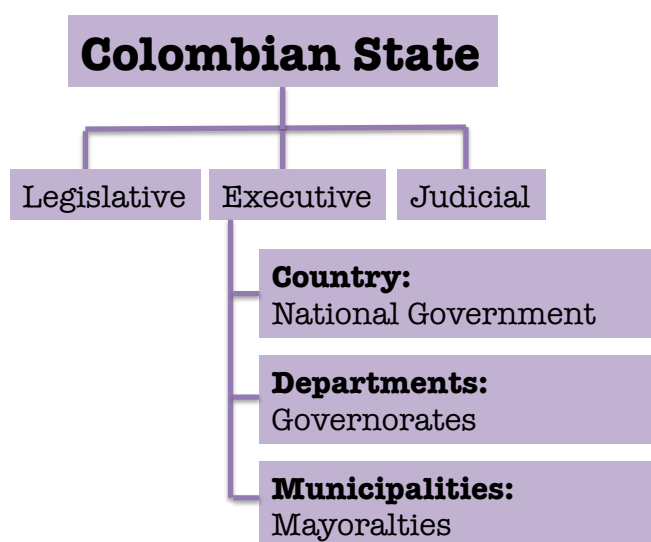 Colombian State
Legislative
Executive
Judicial
Country:
National Government
Departments:
Governorates
Municipalities:
Mayoralties